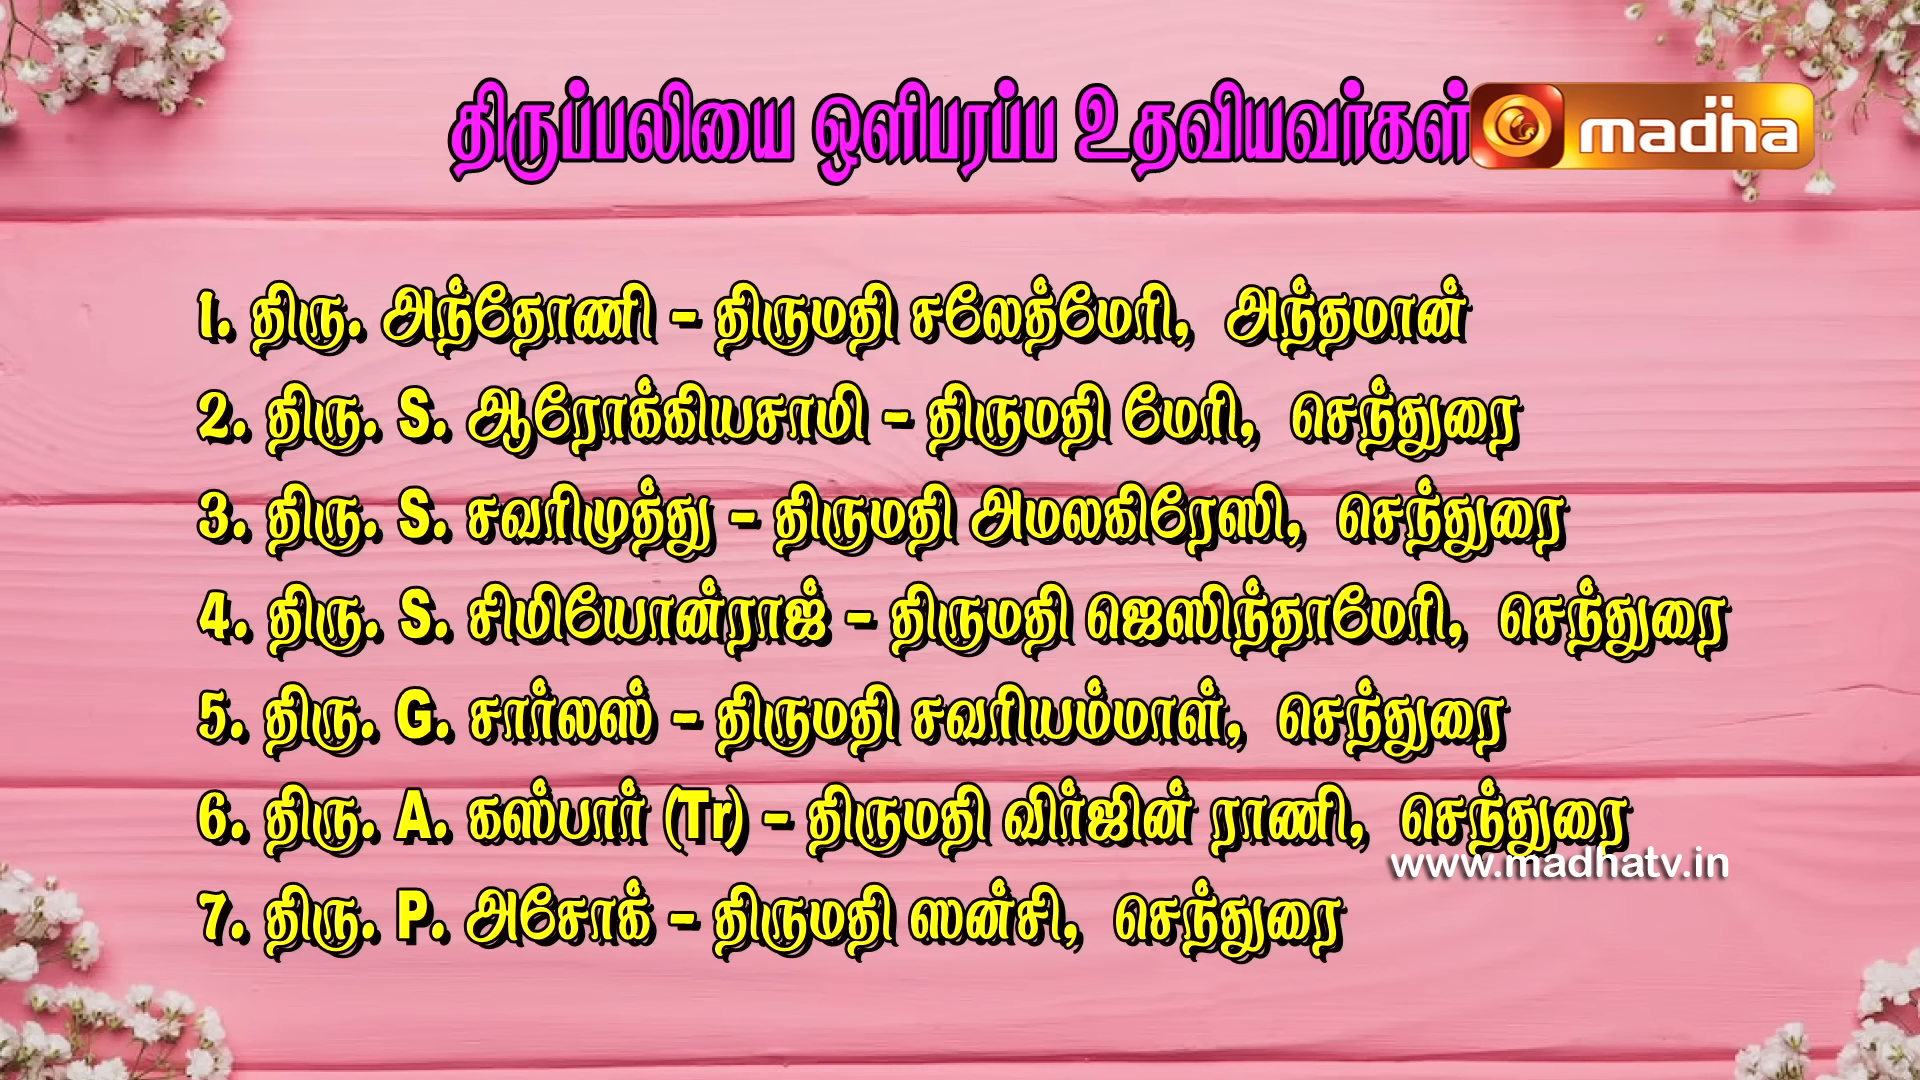 திருப்பலியை ஒளிபரப்ப உதவியவர்கள்
madha
1. திரு. அந்தோணி - திருமதி சலேத்மேரி, அந்தமான்
2. திரு. S. ஆரோக்கியசாமி - திருமதி மேரி, செந்துரை
3. திரு. S. சவரிமுத்து - திருமதி அமலகிரேஸி, செந்துரை
4. திரு. S. சிமியோன்ராஜ் - திருமதி ஜெஸிந்தாமேரி, செந்துரை
5. திரு. G. சார்லஸ் - திருமதி சவரியம்மாள், செந்துரை
6. திரு. A. கஸ்பார் (Tr) - திருமதி விர்ஜின் ராணி, செந்துரை
www.madhatv.in
7. திரு. P. அசோக் - திருமதி ஸன்சி, செந்துரை